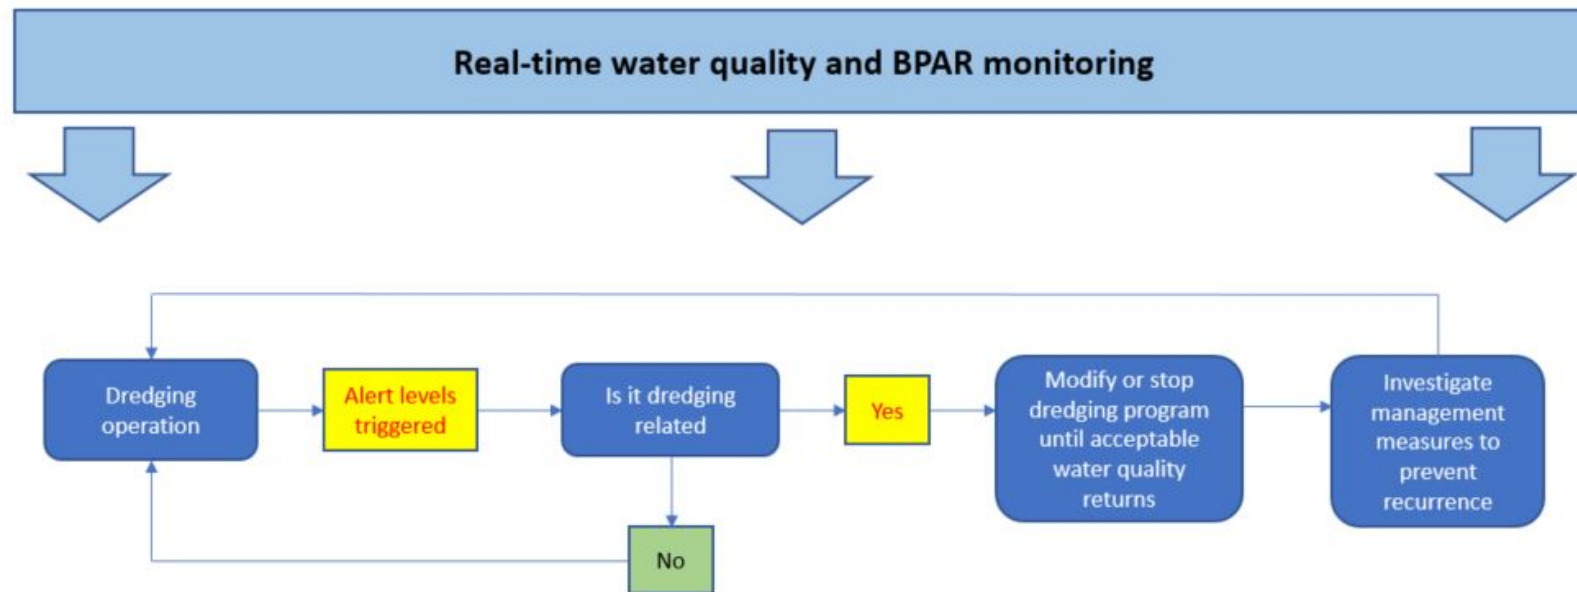 Real-time water quality and BPAR monitoring
Dredging
operation
Alert levels
triggered
Is it dredging
related
Yes
Modify or stop
dredging program
until acceptable
water quality
returns
Investigate
management
measures to
prevent
recurrence
No